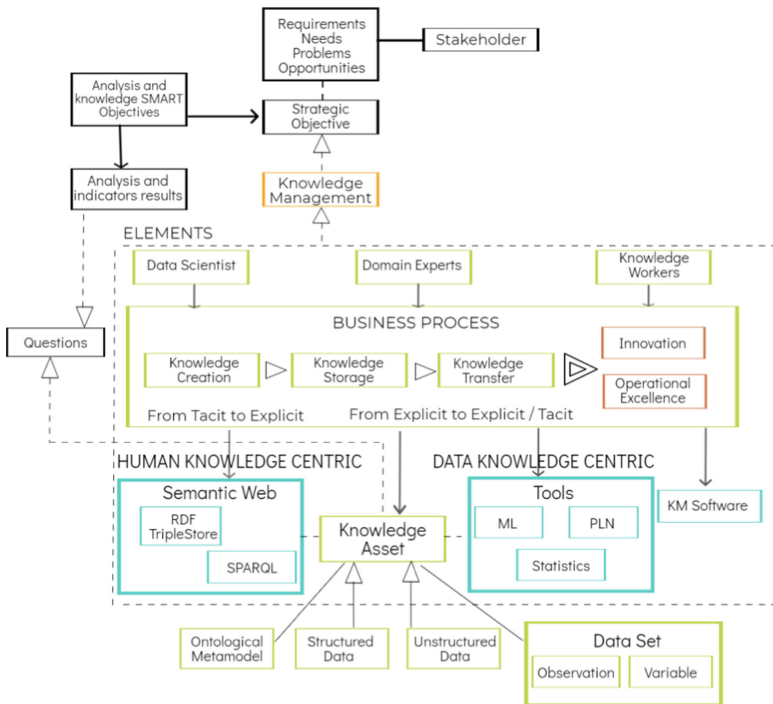 Requirements
Needs
Problems
Opportunities
Stakeholder
Analysis and
knowledge SMART
Objectives
Strategic
Objective
Analysis and
indicators results
Knowledge
Management
ELEMENTS
Data Scientist
Domain Experts
Knowledge
Workers
BUSINESS PROCESS
Questions
Knowledge
Creation
Knowledge
Storage
Knowledge
Transfer
Innovation
Operational
Excellence
From Tacit to Explicit
From Explicit to Explicit / Tacit
HUMAN KNOWLEDGE CENTRIC
DATA KNOWLEDGE CENTRIC
Semantic Web
RDF
TripleStore
SPARQL
Knowledge
Asset
Tools
ML
PLN
Statistics
KM Software
Ontological
Metamodel
Structured
Data
Unstructured
Data
Data Set
Observation
Variable